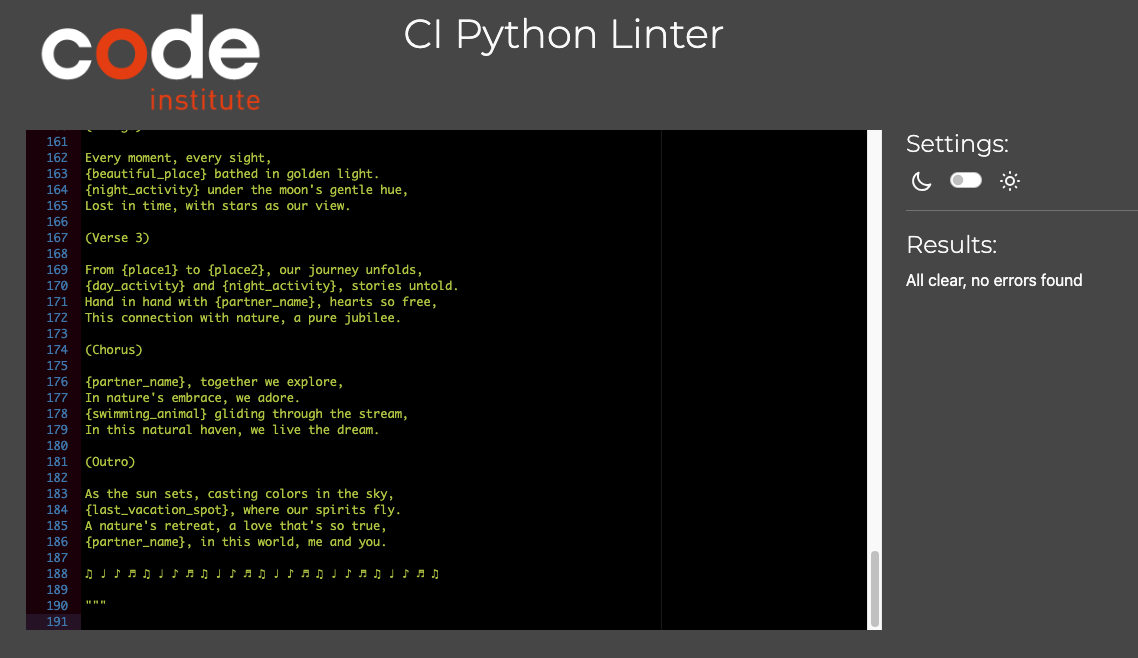 code
institute
CI Python Linter
161
162 Every moment, every sight,
163 {beautiful_place} bathed in golden light.
164 {night_activity} under the moon's gentle hue,
165 Lost in time, with stars as our view.
166
167 (Verse 3)
168
169 From {place1} to {place2}, our journey unfolds,
170 {day_activity} and {night_activity}, stories untold.
171 Hand in hand with {partner_name}, hearts so free,
172 This connection with nature, a pure jubilee.
173
174 (Chorus)
175
176 {partner_name}, together we explore,
177 In nature's embrace, we adore.
178 {swimming_animal} gliding through the stream,
179 In this natural haven, we live the dream.
180
181 (Outro)
182
183 As the sun sets, casting colors in the sky,
184 {last_vacation_spot}, where our spirits fly.
185 A nature's retreat, a love that's so true,
186 {partner_name}, in this world, me and you.
187
188 ♫ ♩ ♪ ♬ ♫ ♩ ♪ ♬ ♫ ♩ ♪ ♬ ♫ ♩ ♪ ♬ ♫ ♩ ♪ ♬ ♫ ♩ ♪ ♬ ♫
189
190 """
191
Settings:
Results:
All clear, no errors found